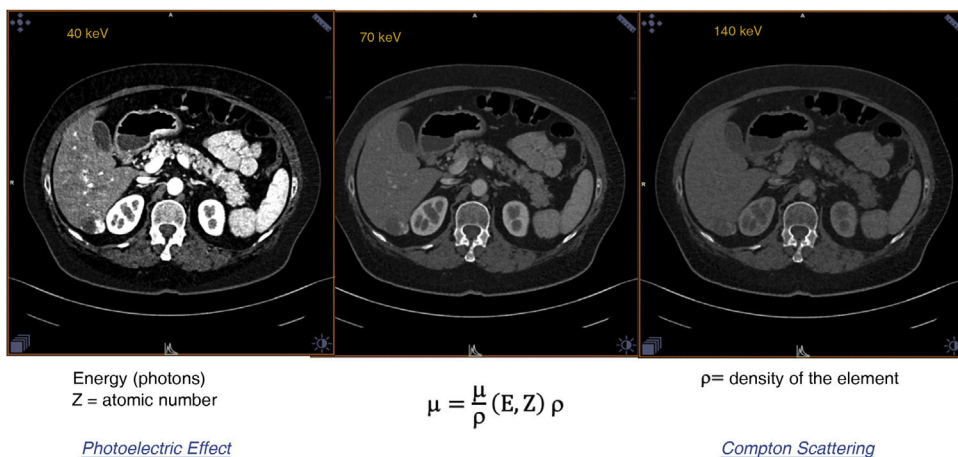 A
40 keV
R
70 keV
A
140 keV
R
Energy (photons)
Z = atomic number
μ = μ/ρ (E, Z) ρ
ρ= density of the element
Photoelectric Effect
Compton Scattering